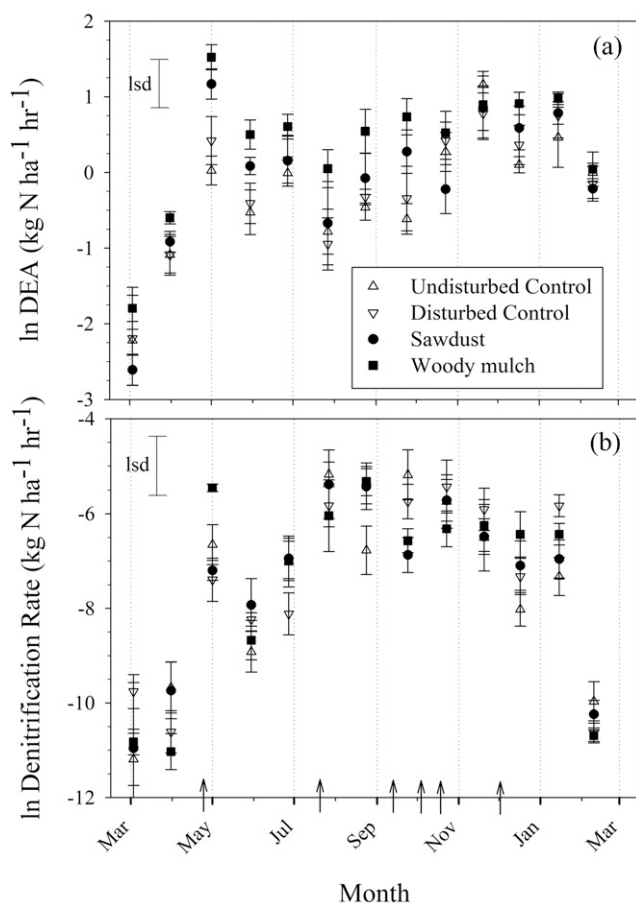 (a)
lsd
ln DEA (kg N ha⁻¹ hr⁻¹)
2
1
0
-1
-2
-3
Undisturbed Control
Disturbed Control
Sawdust
Woody mulch
(b)
lsd
ln Denitrification Rate (kg N ha⁻¹ hr⁻¹)
-4
-6
-8
-10
-12
Mar
May
Jul
Sep
Nov
Jan
Mar
Month